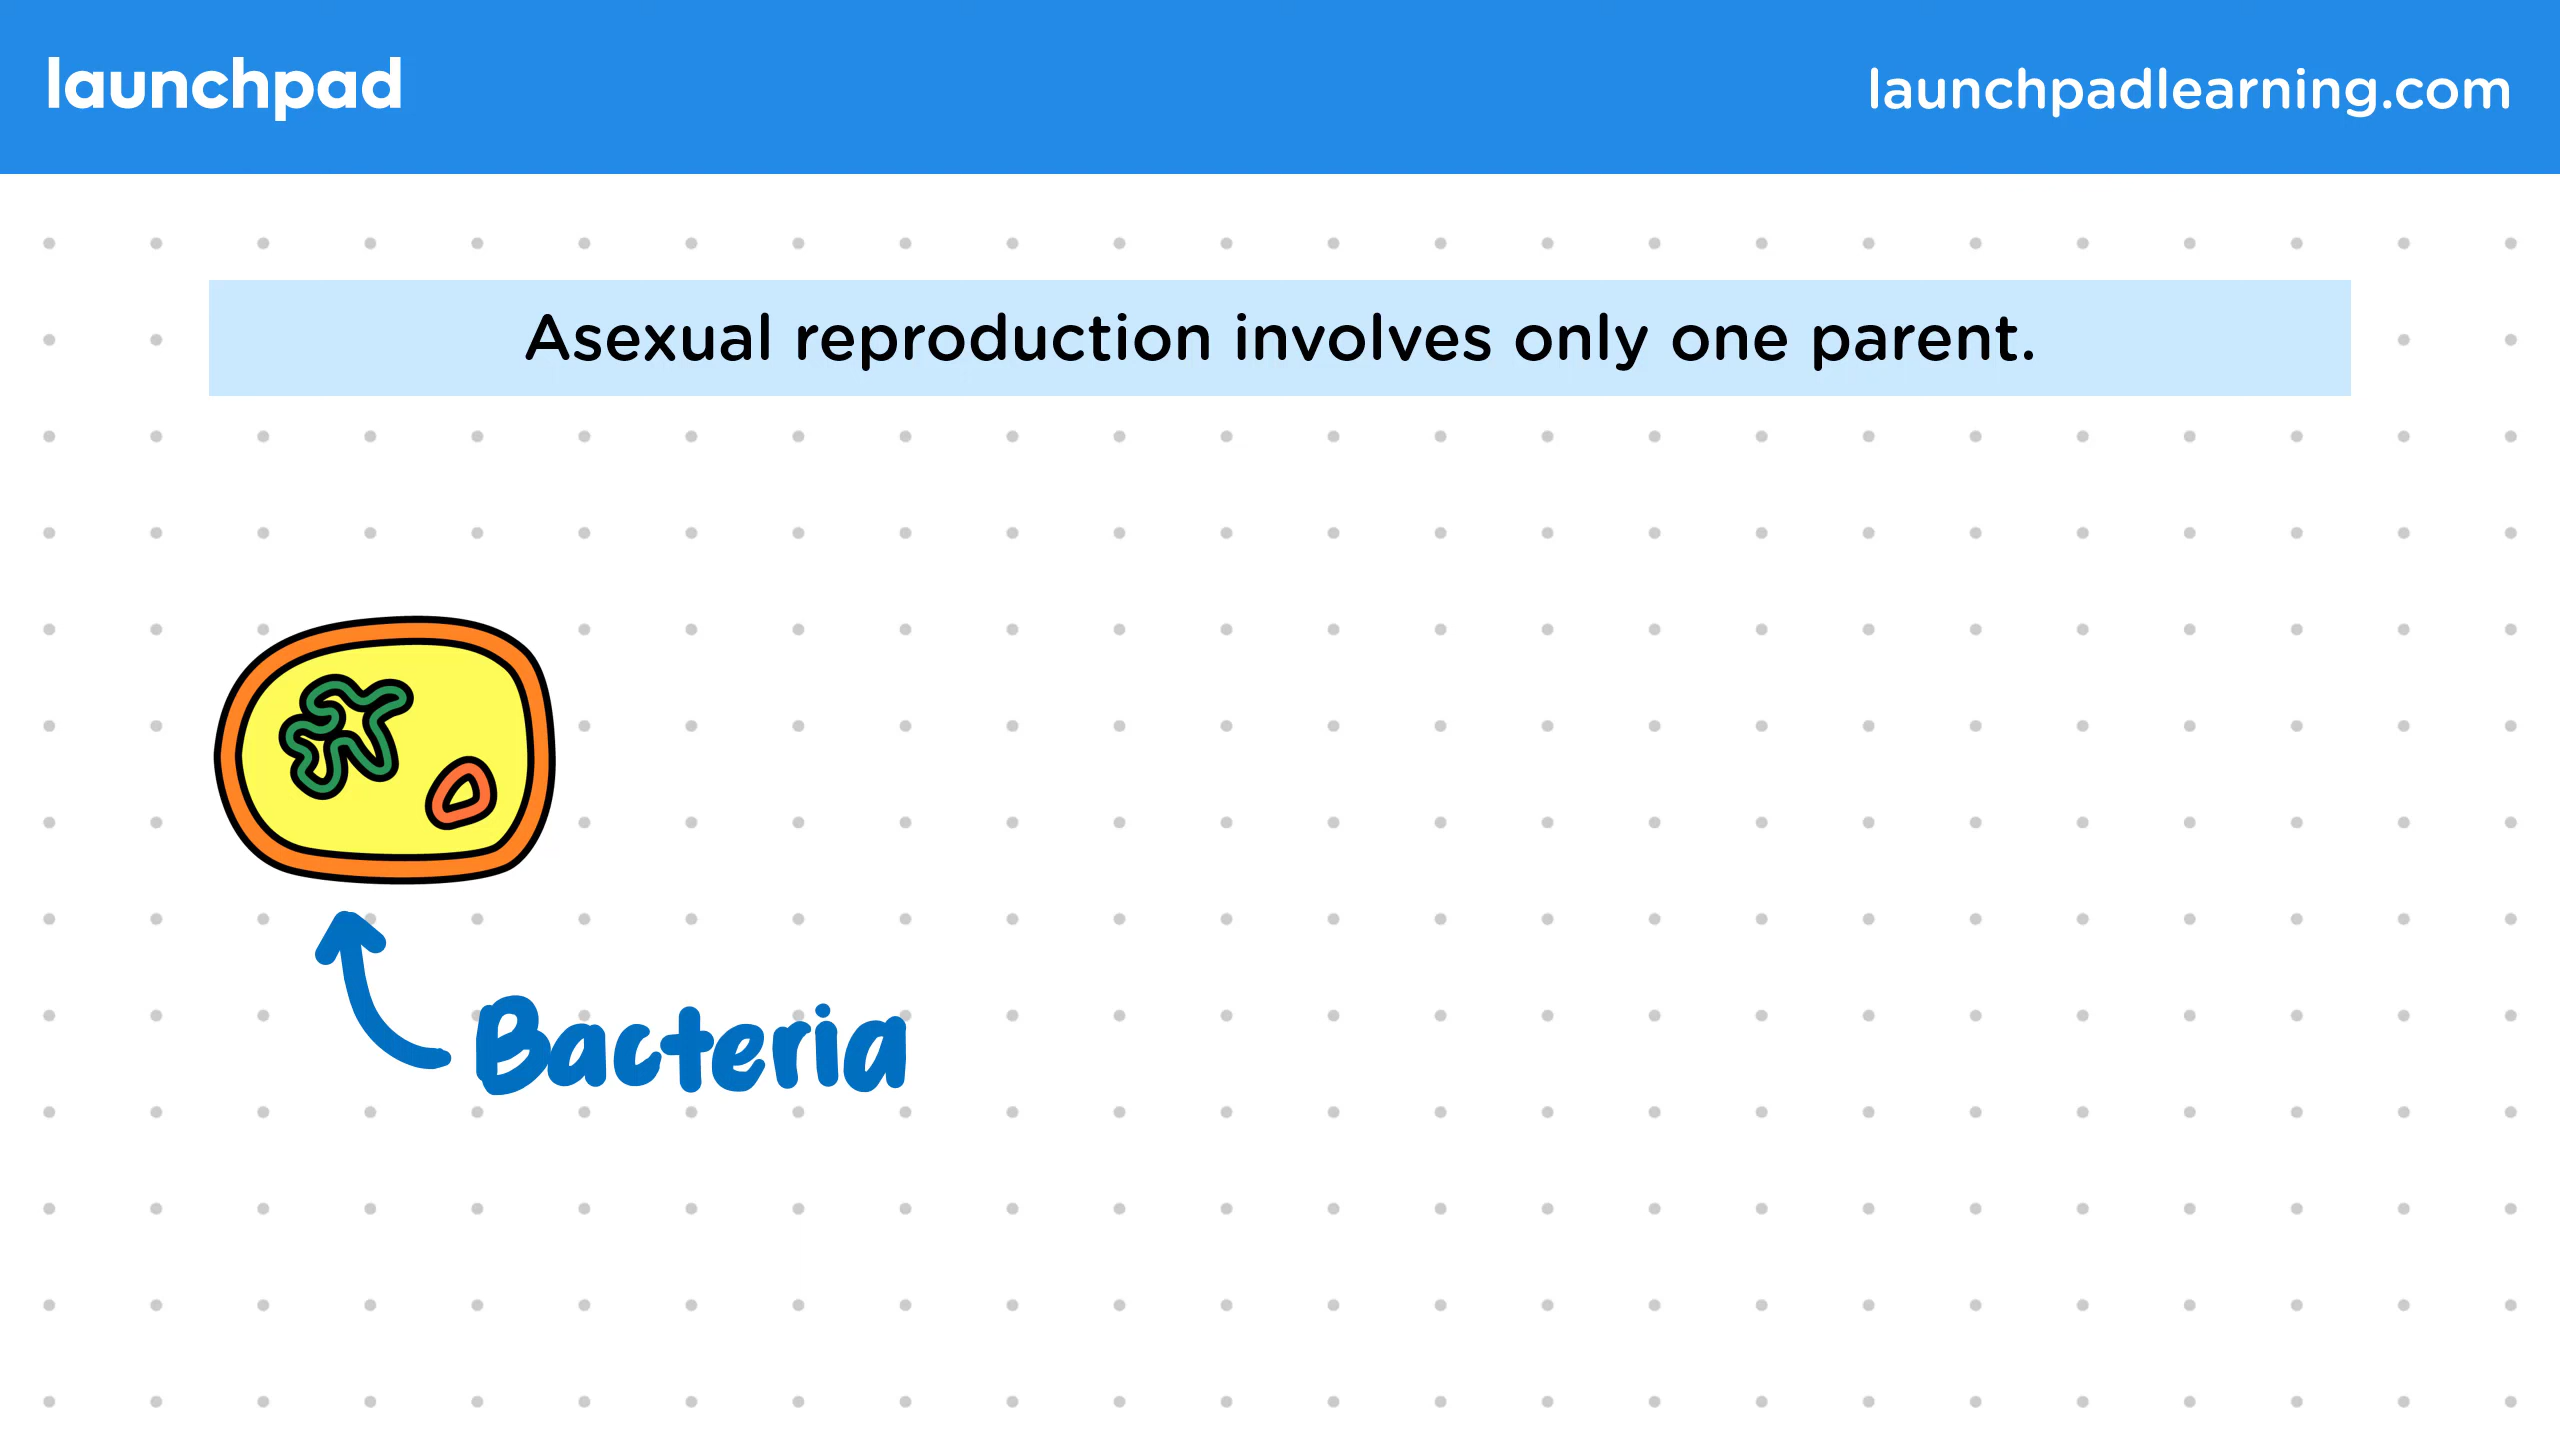 launchpad
launchpadlearning.com
Asexual reproduction involves only one parent.
Bacteria